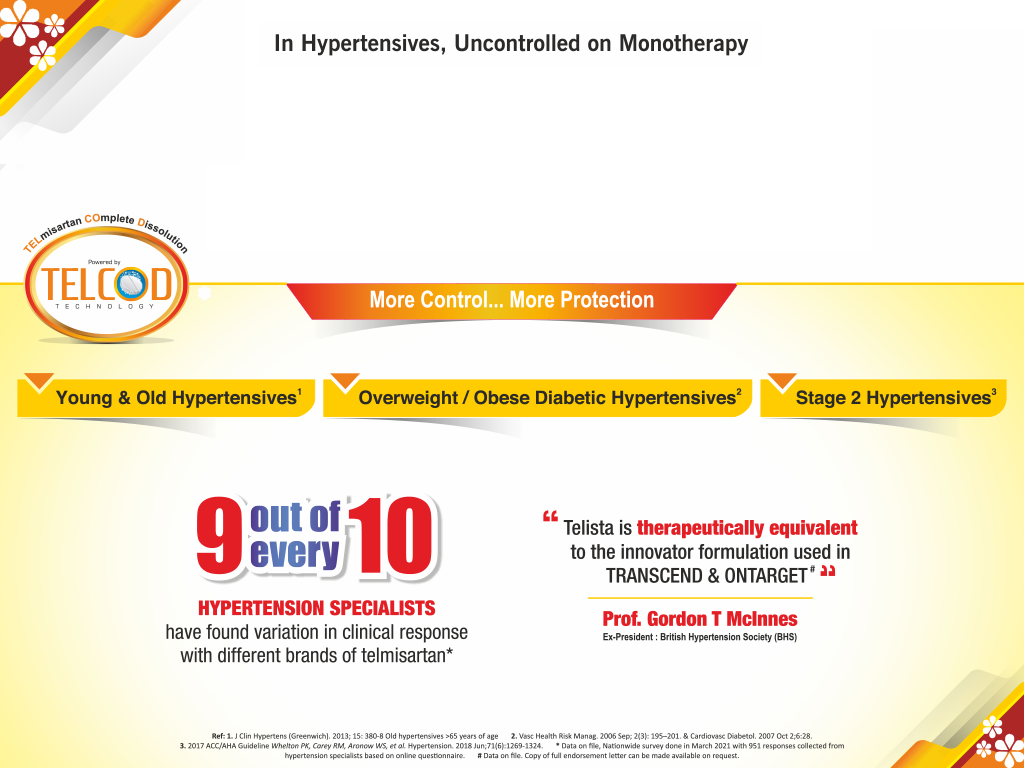 In Hypertensives, Uncontrolled on Monotherapy
TELmisartan COmplete Dissolution
Powered by
TELCOD
TECHNOLOGY
More Control... More Protection
Young & Old Hypertensives1
Overweight / Obese Diabetic Hypertensives2
Stage 2 Hypertensives3
9 out of every 10
HYPERTENSION SPECIALISTS
have found variation in clinical response
with different brands of telmisartan*
“ Telista is therapeutically equivalent
to the innovator formulation used in
TRANSCEND & ONTARGET# ”
Prof. Gordon T McInnes
Ex-President : British Hypertension Society (BHS)
Ref: 1. J Clin Hypertens (Greenwich). 2013; 15: 380-8 Old hypertensives >65 years of age 2. Vasc Health Risk Manag. 2006 Sep; 2(3): 195–201. & Cardiovasc Diabetol. 2007 Oct 2;6:28.
3. 2017 ACC/AHA Guideline Whelton PK, Carey RM, Aronow WS, et al. Hypertension. 2018 Jun;71(6):1269-1324. * Data on file, Nationwide survey done in March 2021 with 951 responses collected from
hypertension specialists based on online questionnaire. # Data on file. Copy of full endorsement letter can be made available on request.